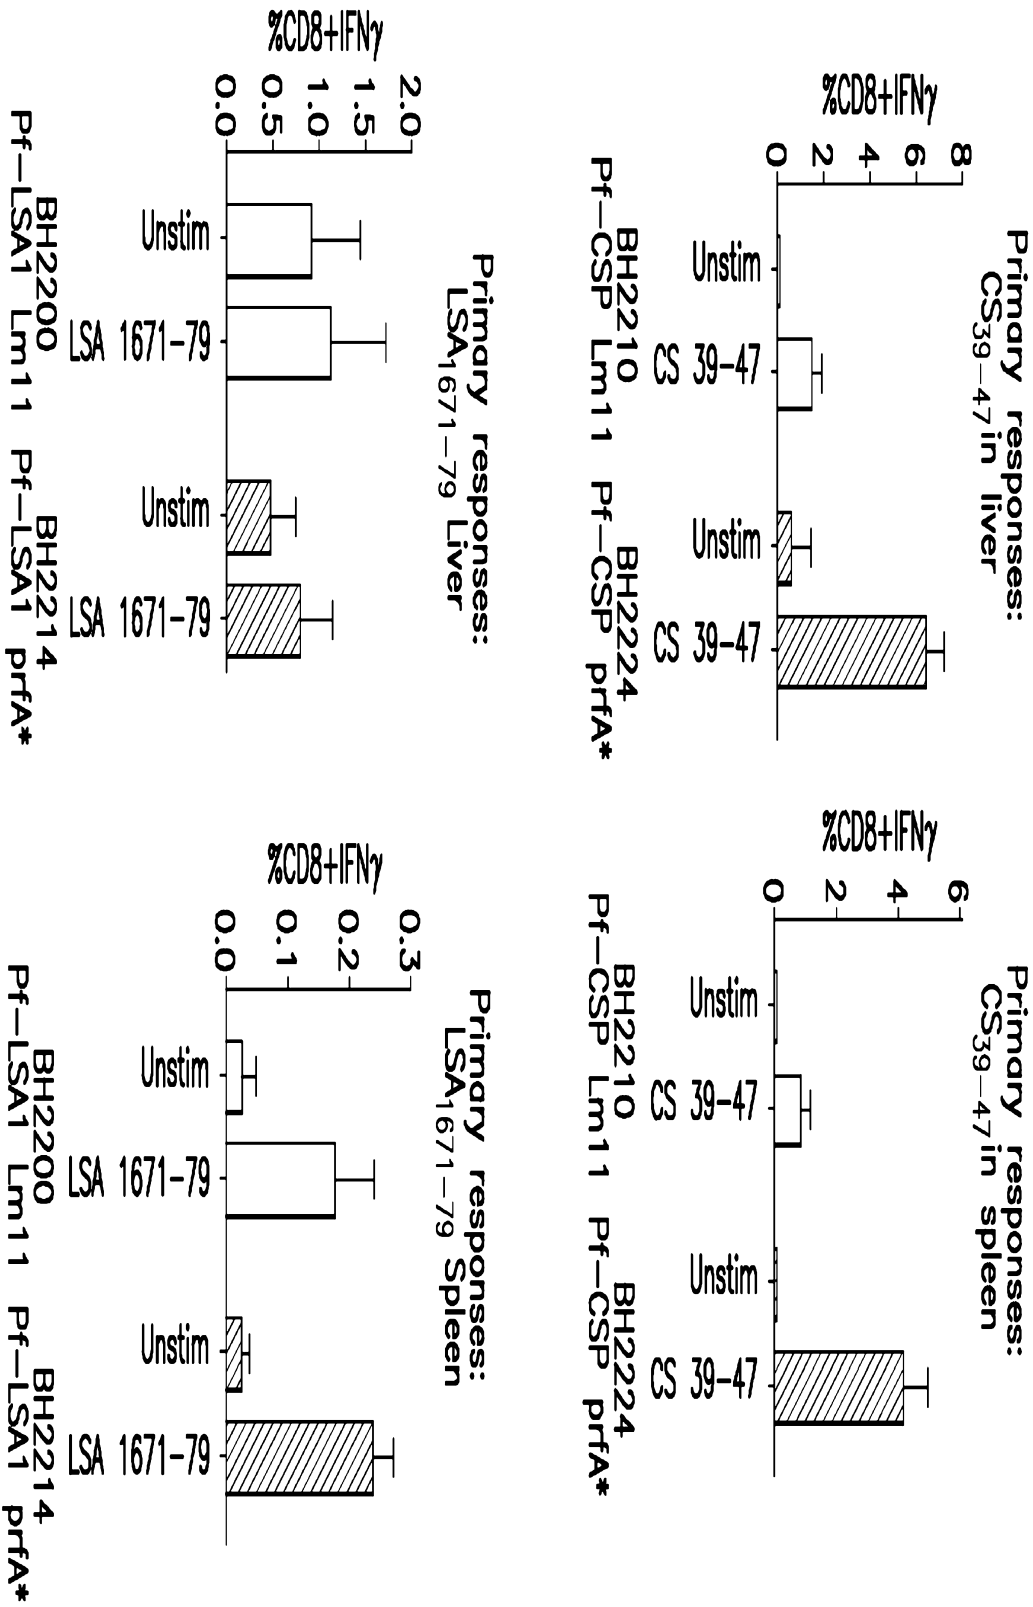 Primary responses:
CS39-47 in liver
%CD8+IFNγ
8
6
4
2
0
Unstim
CS 39-47
Unstim
CS 39-47
BH2210 BH2224
Pf-CSP Lm11 Pf-CSP prfA*
Primary responses:
CS39-47 in spleen
%CD8+IFNγ
6
4
2
0
Unstim
CS 39-47
Unstim
CS 39-47
BH2210 BH2224
Pf-CSP Lm11 Pf-CSP prfA*
Primary responses:
LSA1671-79 Liver
%CD8+IFNγ
2.0
1.5
1.0
0.5
0.0
Unstim
LSA 1671-79
Unstim
LSA 1671-79
BH2200 BH2214
Pf-LSA1 Lm11 Pf-LSA1 prfA*
Primary responses:
LSA1671-79 Spleen
%CD8+IFNγ
0.3
0.2
0.1
0.0
Unstim
LSA 1671-79
Unstim
LSA 1671-79
BH2200 BH2214
Pf-LSA1 Lm11 Pf-LSA1 prfA*